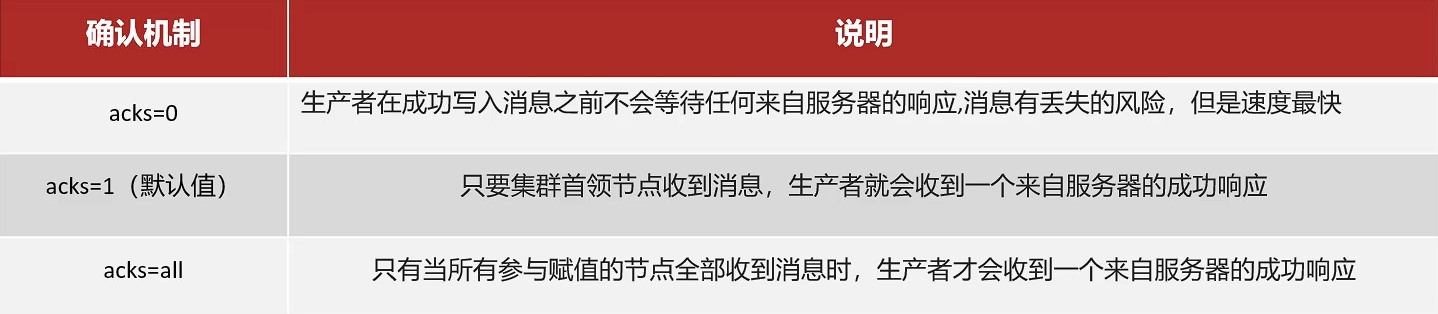 确认机制
说明
acks=0
生产者在成功写入消息之前不会等待任何来自服务器的响应,消息有丢失的风险，但是速度最快
acks=1（默认值）
只要集群首领节点收到消息，生产者就会收到一个来自服务器的成功响应
acks=all
只有当所有参与赋值的节点全部收到消息时，生产者才会收到一个来自服务器的成功响应